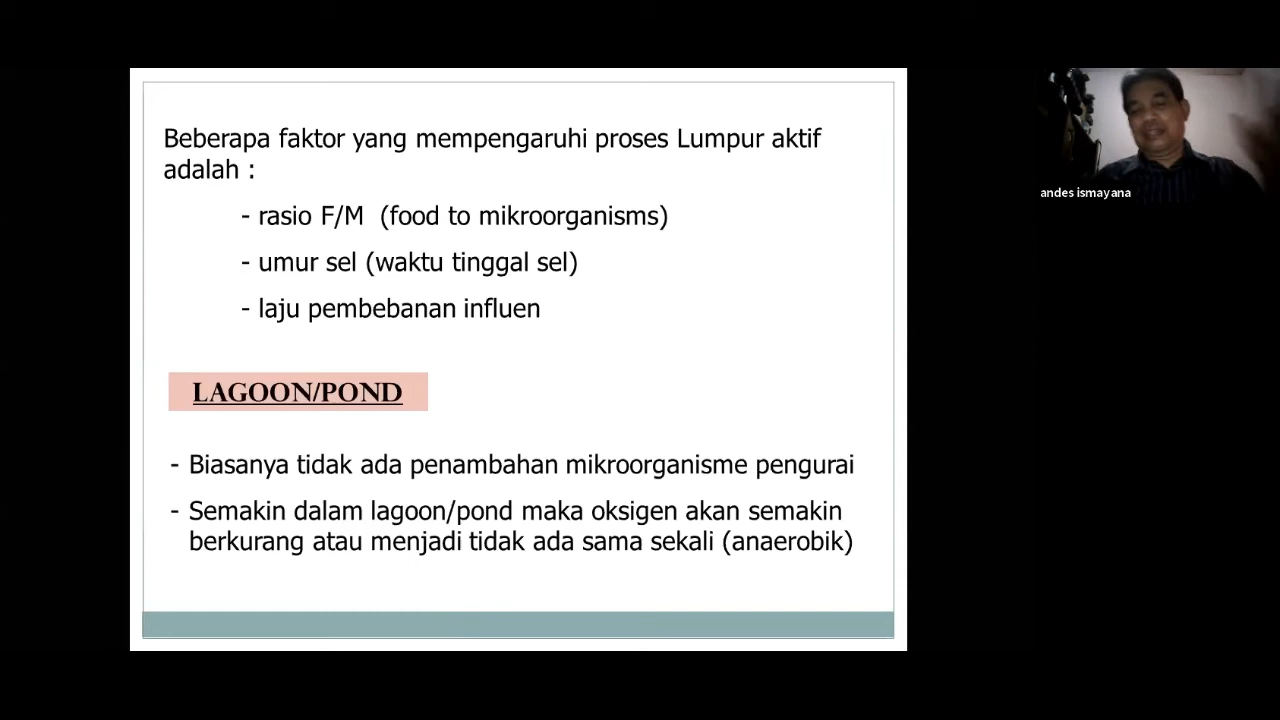 Beberapa faktor yang mempengaruhi proses Lumpur aktif
adalah :
- rasio F/M (food to mikroorganisms)
- umur sel (waktu tinggal sel)
- laju pembebanan influen
LAGOON/POND
- Biasanya tidak ada penambahan mikroorganisme pengurai
- Semakin dalam lagoon/pond maka oksigen akan semakin
berkurang atau menjadi tidak ada sama sekali (anaerobik)
andes ismayana